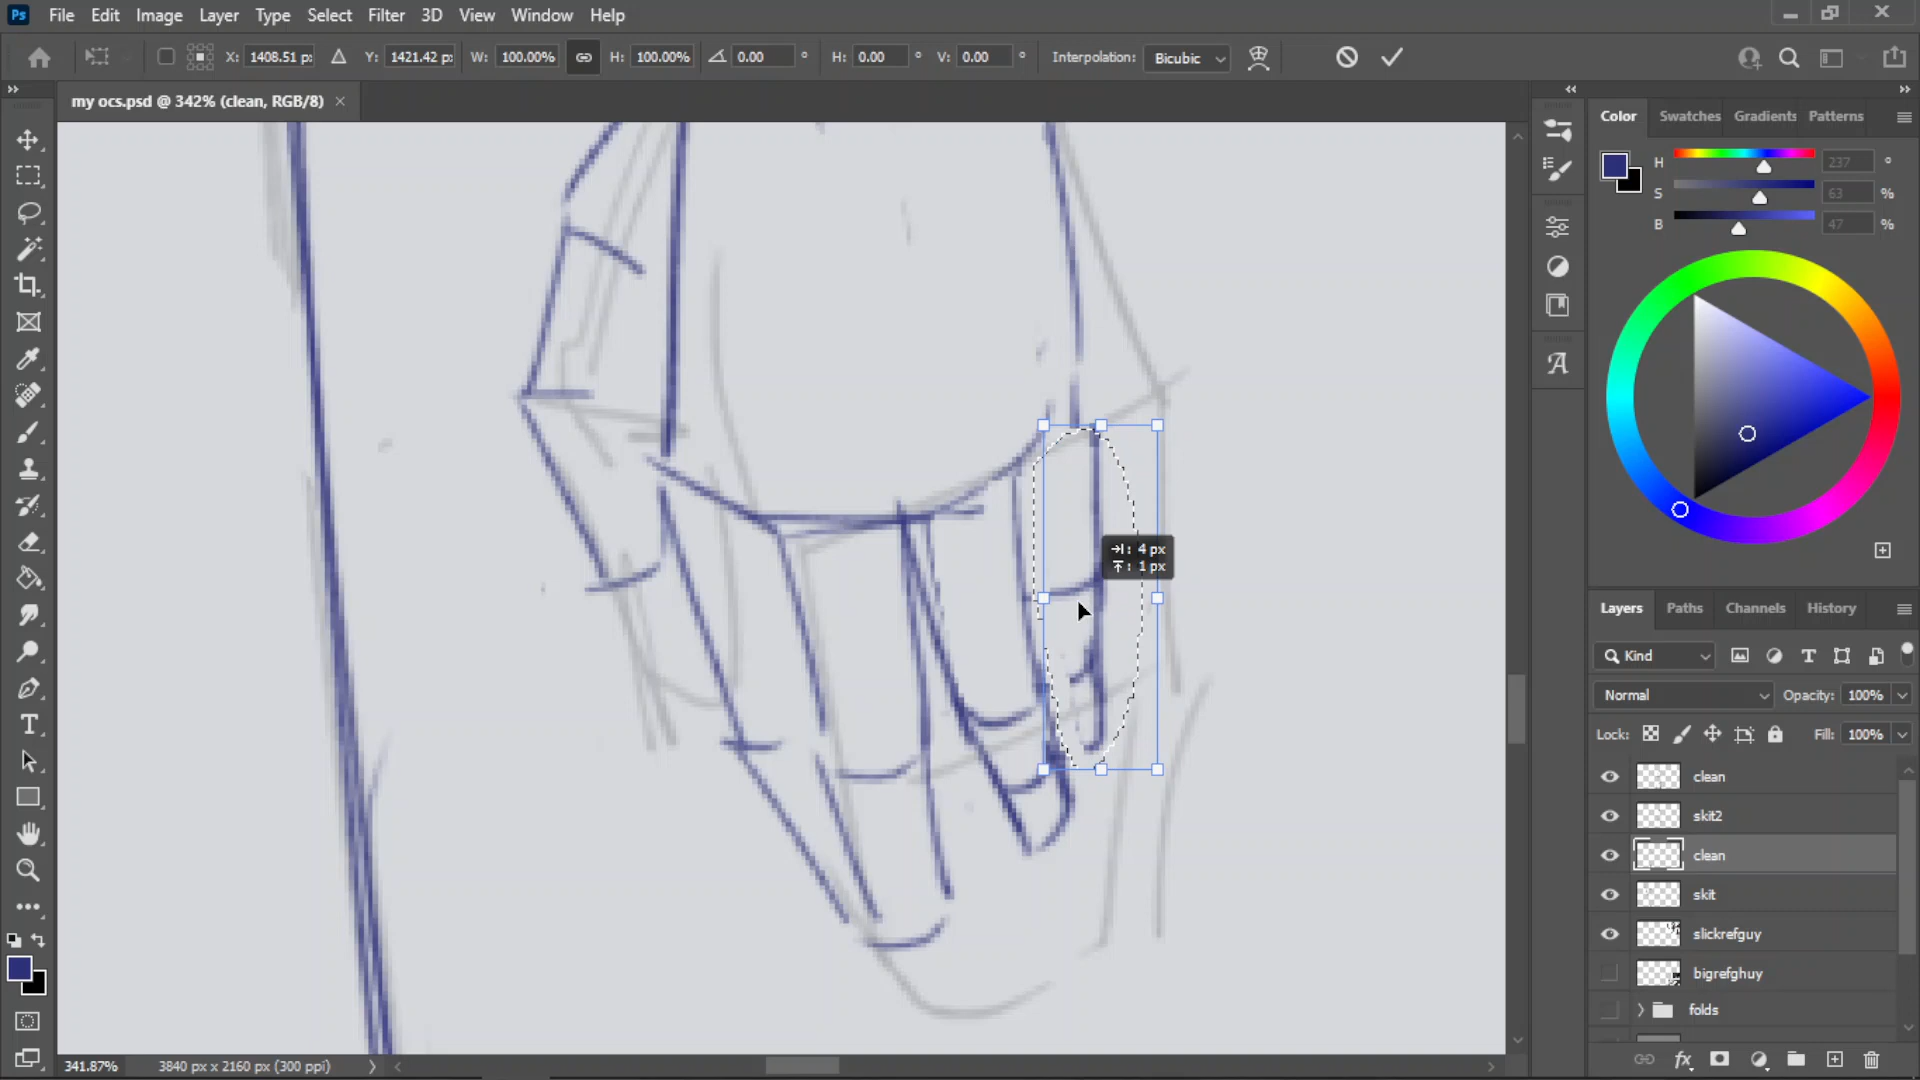 Ps File Edit Image Layer Type Select Filter 3D View Window Help
X: 1408.51 p: Y: 1421.42 p: W: 100.00% H: 100.00% 0.00 ° H: 0.00 ° V: 0.00 ° Interpolation: Bicubic
my ocs.psd @ 342% (clean, RGB/8) ×
Color Swatches Gradients Patterns
H 237 °
S 63 %
B 47 %
: 4 px
: 1 px
Layers Paths Channels History
Kind
Normal Opacity: 100%
Lock: Fill: 100%
clean
skit2
clean
skit
slickrefguy
bigrefghuy
folds
341.87% 3840 px x 2160 px (300 ppi)